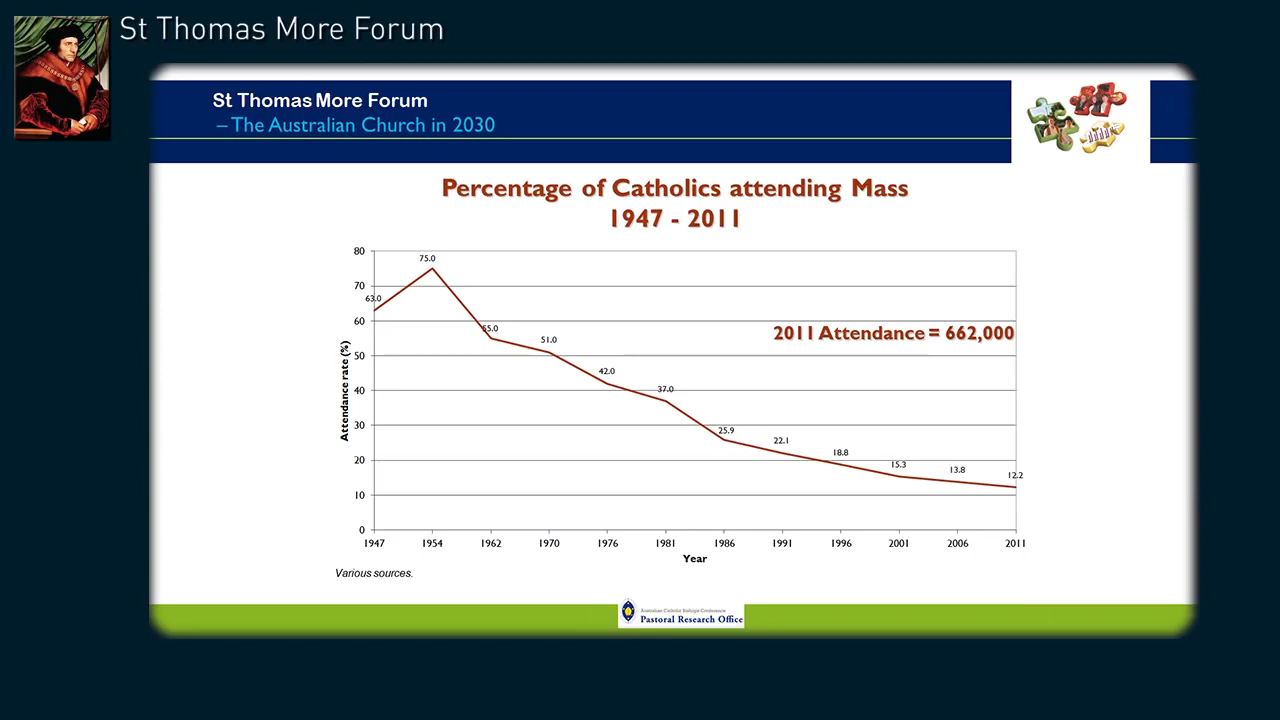 St Thomas More Forum
St Thomas More Forum
– The Australian Church in 2030
Percentage of Catholics attending Mass
1947 - 2011
80
70
60
50
40
30
20
10
0
Attendance rate (%)
63.0
75.0
55.0
51.0
42.0
37.0
25.9
22.1
18.8
15.3
13.8
12.2
2011 Attendance = 662,000
1947 1954 1962 1970 1976 1981 1986 1991 1996 2001 2006 2011
Year
Various sources.
Australian Catholic Bishops Conference
Pastoral Research Office